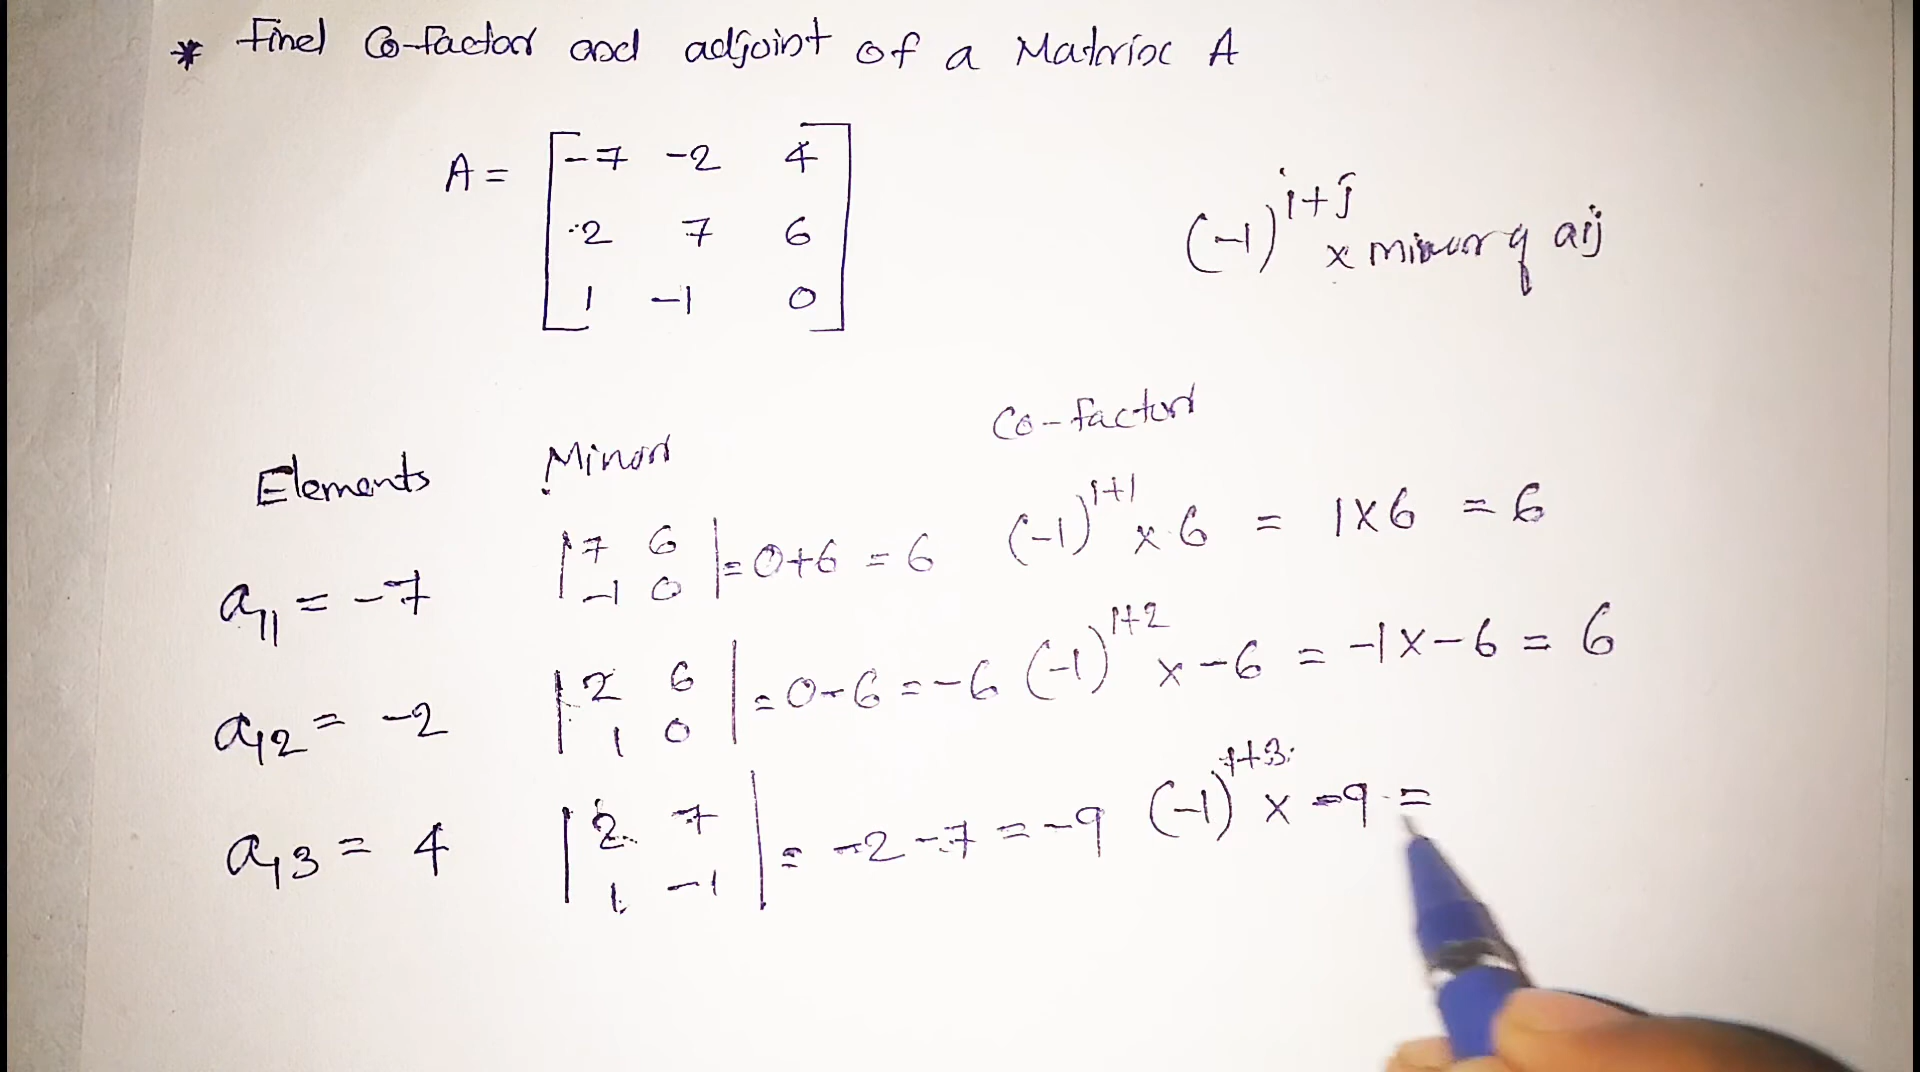 * Find Co-factor and adjoint of a Matrix A
A = [ -7 -2 4
2 7 6
1 -1 0 ]
(-1)^{i+j} x minor of aij
Elements Minor Co-factor
a₁₁ = -7 | 7 6 / -1 0 | = 0+6 = 6 (-1)^{1+1} x 6 = 1x6 = 6
a₁₂ = -2 | 2 6 / 1 0 | = 0-6 = -6 (-1)^{1+2} x -6 = -1x-6 = 6
a₁₃ = 4 | 2 7 / 1 -1 | = -2-7 = -9 (-1)^{1+3} x -9 =